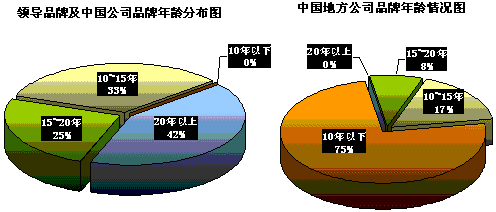 领导品牌及中国公司品牌年龄分布图
10年以下
0%
10~15年
33%
15~20年
25%
20年以上
42%
中国地方公司品牌年龄情况图
20年以上
0%
15~20年
8%
10~15年
17%
10年以下
75%